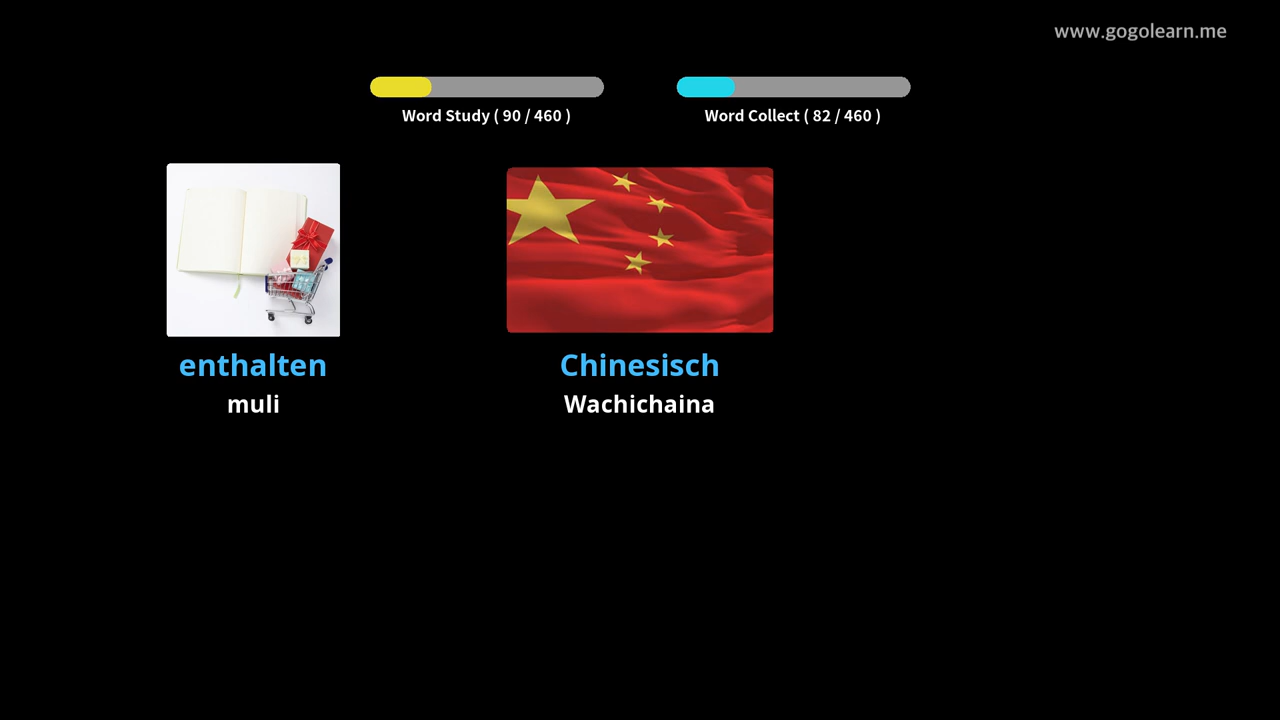 www.gogolearn.me
Word Study ( 90 / 460 )
Word Collect ( 82 / 460 )
enthalten
muli
Chinesisch
Wachichaina